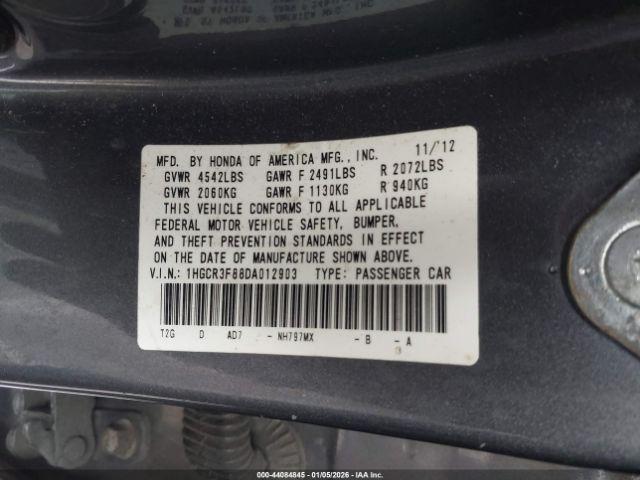 MFD. BY HONDA OF AMERICA MFG., INC. 11/'12
GVWR 4542LBS GAWR F 2491LBS R 2072LBS
GVWR 2060KG GAWR F 1130KG R 940KG
THIS VEHICLE CONFORMS TO ALL APPLICABLE
FEDERAL MOTOR VEHICLE SAFETY, BUMPER,
AND THEFT PREVENTION STANDARDS IN EFFECT
ON THE DATE OF MANUFACTURE SHOWN ABOVE.
V.I.N.: 1HGCR3F86DA012903 TYPE: PASSENGER CAR
T2G D AD7 - NH797MX - B - A
000-44084845 - 01/05/2026 - IAA Inc.